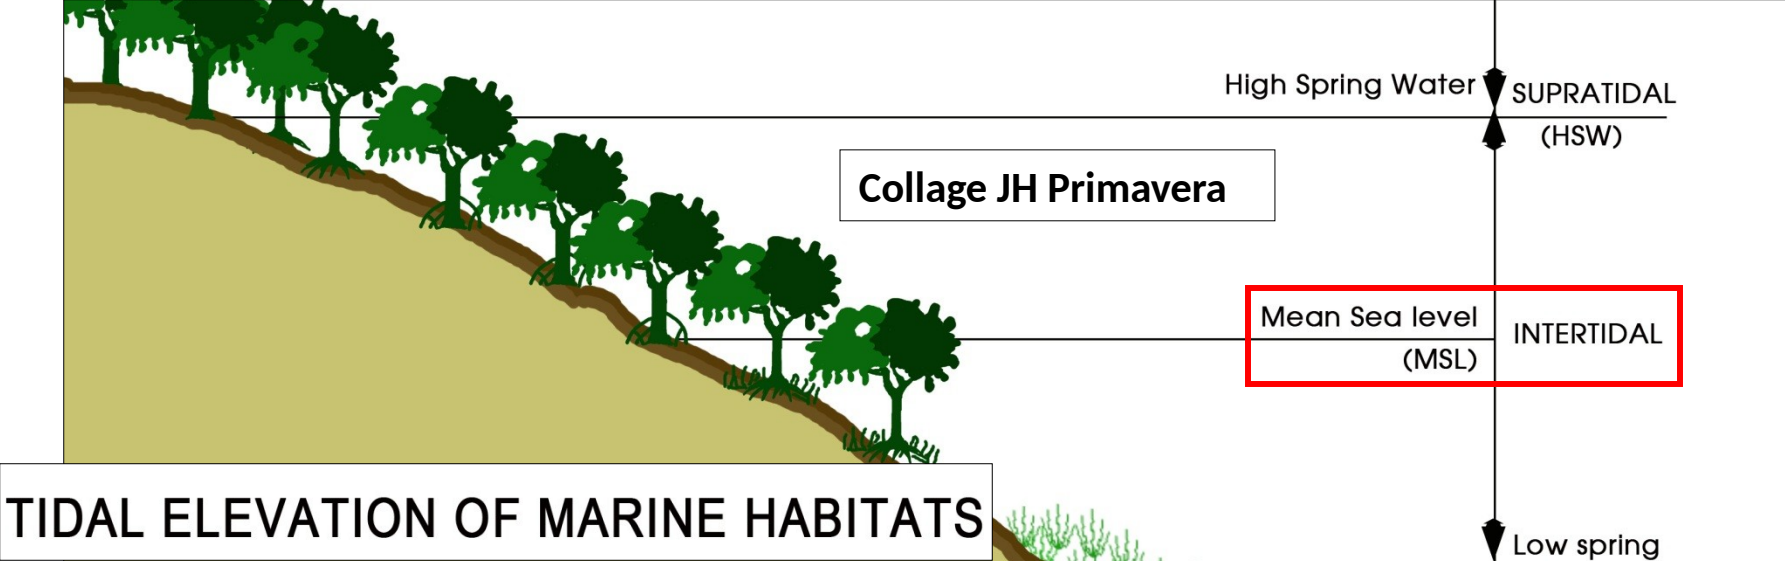 High Spring Water
SUPRATIDAL
(HSW)
Collage JH Primavera
Mean Sea level
INTERTIDAL
(MSL)
TIDAL ELEVATION OF MARINE HABITATS
Low spring